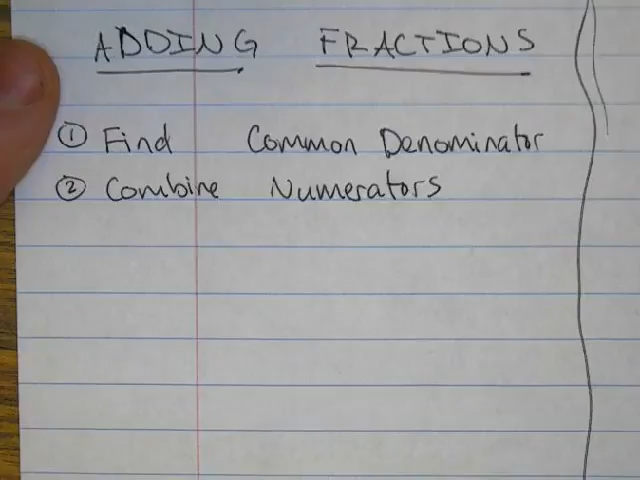 ADDING FRACTIONS
① Find Common Denominator
② Combine Numerators